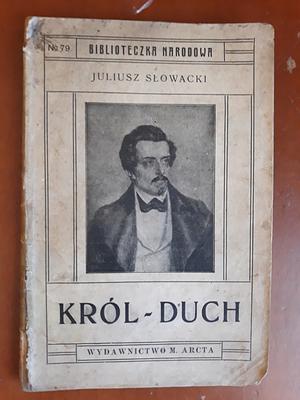 № 79
BIBLIOTECZKA NARODOWA
JULIUSZ SŁOWACKI
KRÓL-DUCH
WYDAWNICTWO M. ARCTA